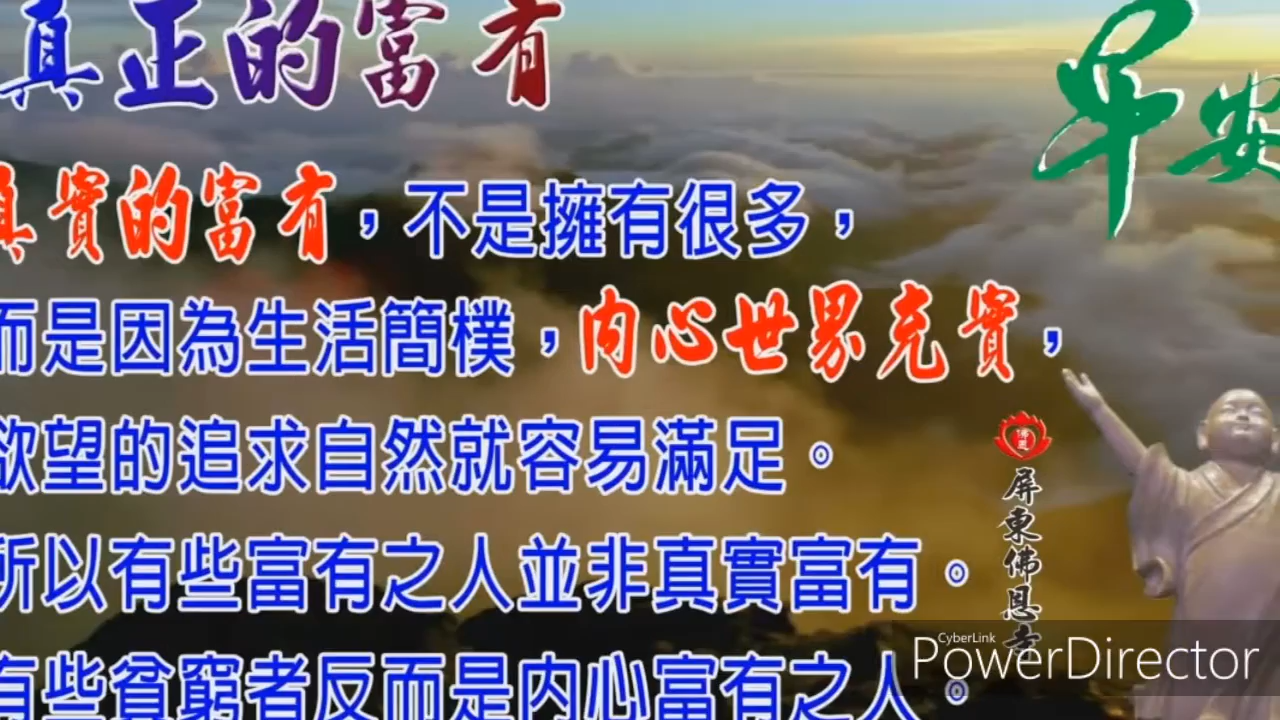 真正的富有
早安
真實的富有，不是擁有很多，
而是因為生活簡樸，內心世界充實，
欲望的追求自然就容易滿足。
所以有些富有之人並非真實富有。
有些貧窮者反而是內心富有之人。
屏東佛恩寺
CyberLink
PowerDirector